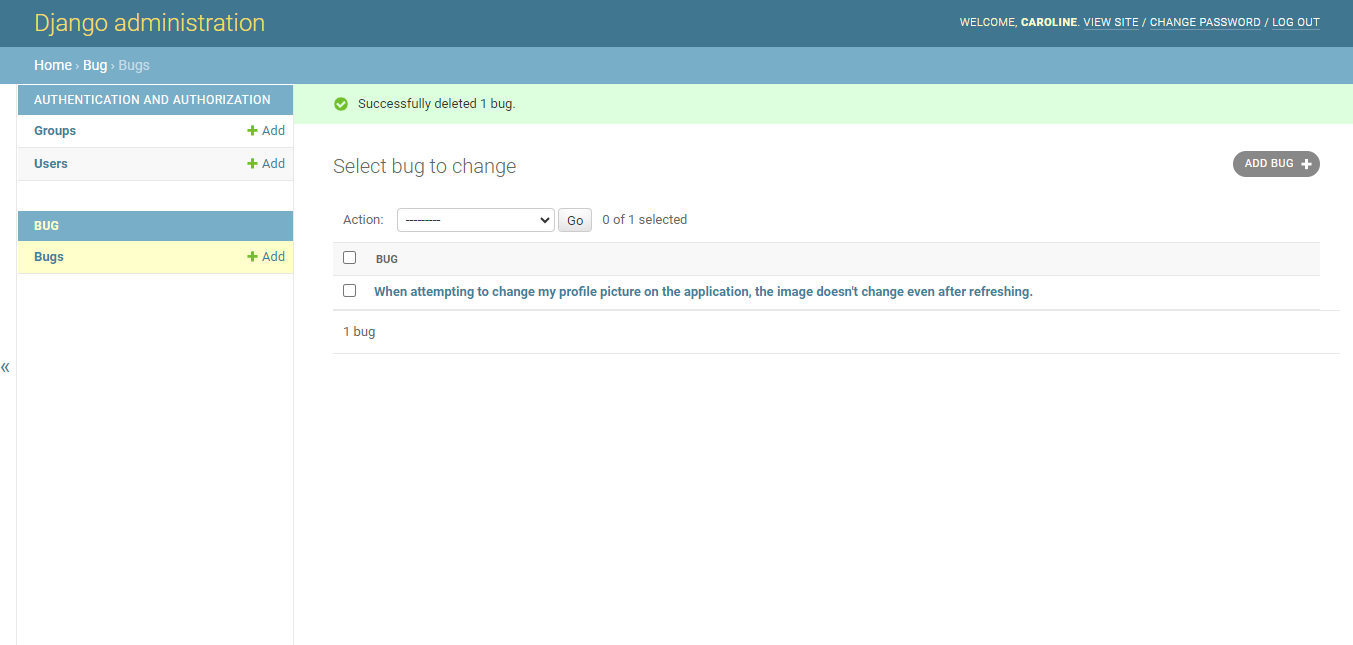 Django administration
WELCOME, CAROLINE. VIEW SITE / CHANGE PASSWORD / LOG OUT
Home › Bug › Bugs
AUTHENTICATION AND AUTHORIZATION
Groups
Add
Users
Add
BUG
Bugs
Add
«
Successfully deleted 1 bug.
Select bug to change
ADD BUG
Action: --------- Go 0 of 1 selected
BUG
When attempting to change my profile picture on the application, the image doesn't change even after refreshing.
1 bug